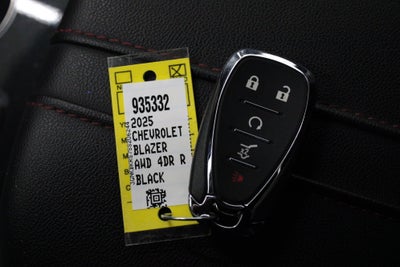 935332
2025
CHEVROLET
BLAZER
AWD 4DR R
BLACK